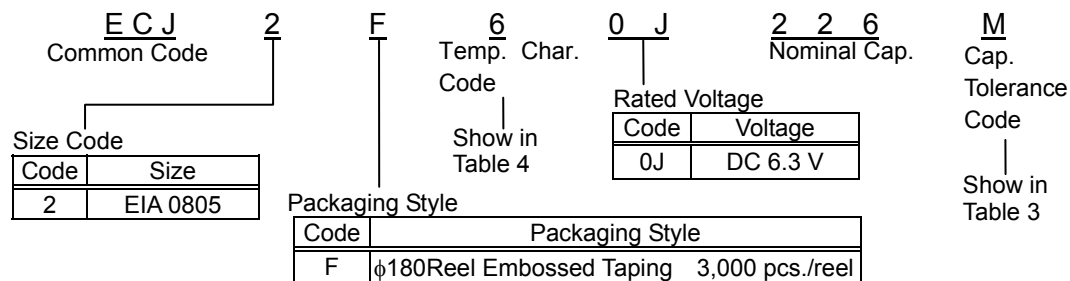 E C J 2 F 6 0 J 2 2 6 M
Common Code
Temp. Char.
Code
Nominal Cap.
Cap.
Tolerance
Code
Rated Voltage
Code Voltage
0J DC 6.3 V
Show in
Table 4
Show in
Table 3
Size Code
Code Size
2 EIA 0805
Packaging Style
Code Packaging Style
F ϕ180Reel Embossed Taping 3,000 pcs./reel